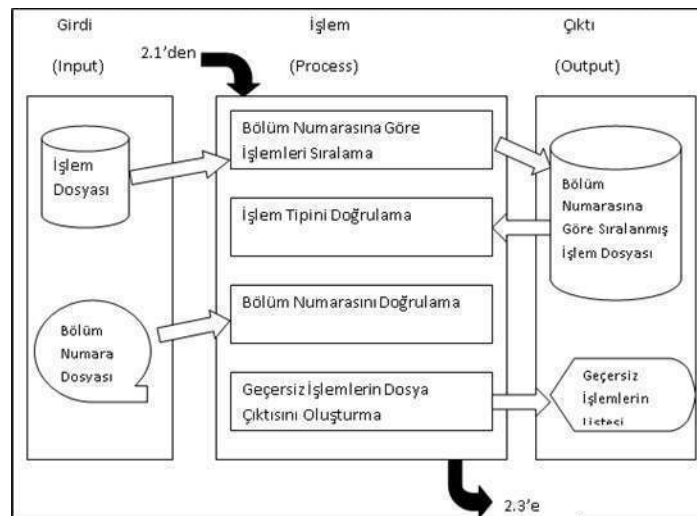 Girdi
(Input)
İşlem
(Process)
Çıktı
(Output)
2.1'den
İşlem
Dosyası
Bölüm
Numara
Dosyası
Bölüm Numarasına Göre
İşlemleri Sıralama
İşlem Tipini Doğrulama
Bölüm Numarasını Doğrulama
Geçersiz İşlemlerin Dosya
Çıktısını Oluşturma
Bölüm
Numarasına
Göre Sıralanmış
İşlem Dosyası
Geçersiz
İşlemlerin
Listesi
2.3'e